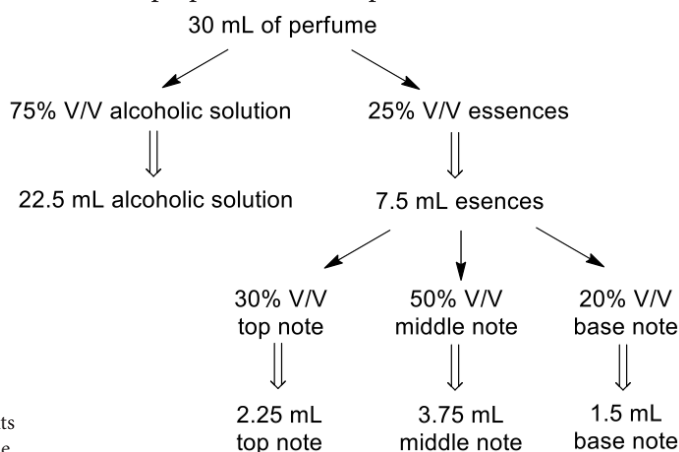 30 mL of perfume
75% V/V alcoholic solution
25% V/V essences
22.5 mL alcoholic solution
7.5 mL esences
30% V/V
top note
50% V/V
middle note
20% V/V
base note
2.25 mL
top note
3.75 mL
middle note
1.5 mL
base note